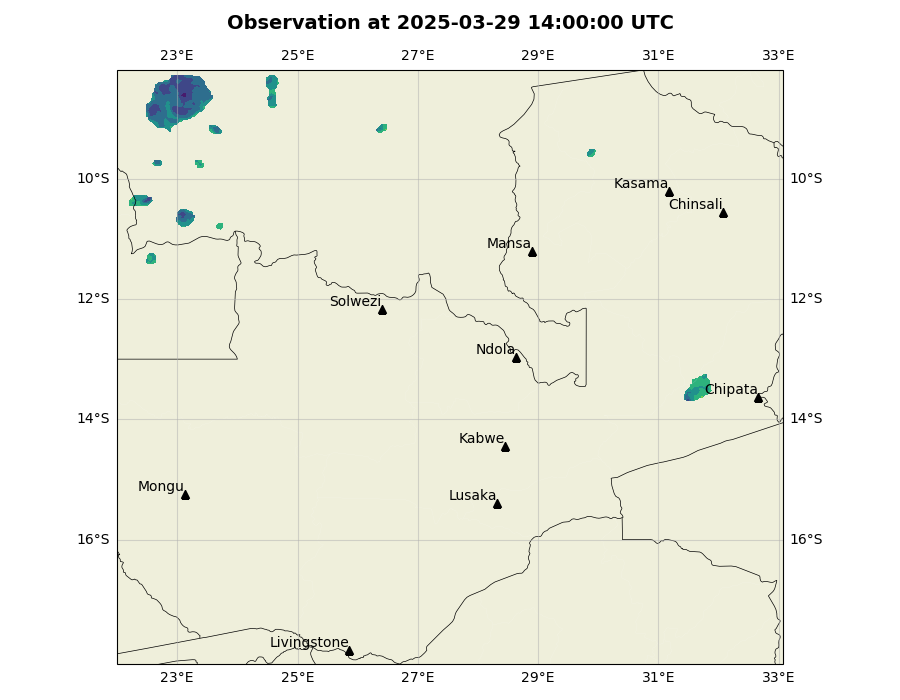 Observation at 2025-03-29 14:00:00 UTC
23°E 25°E 27°E 29°E 31°E 33°E
10°S 10°S
Kasama
Chinsali
Mansa
12°S 12°S
Solwezi
Ndola
Chipata
14°S 14°S
Kabwe
Mongu
Lusaka
16°S 16°S
Livingstone
23°E 25°E 27°E 29°E 31°E 33°E